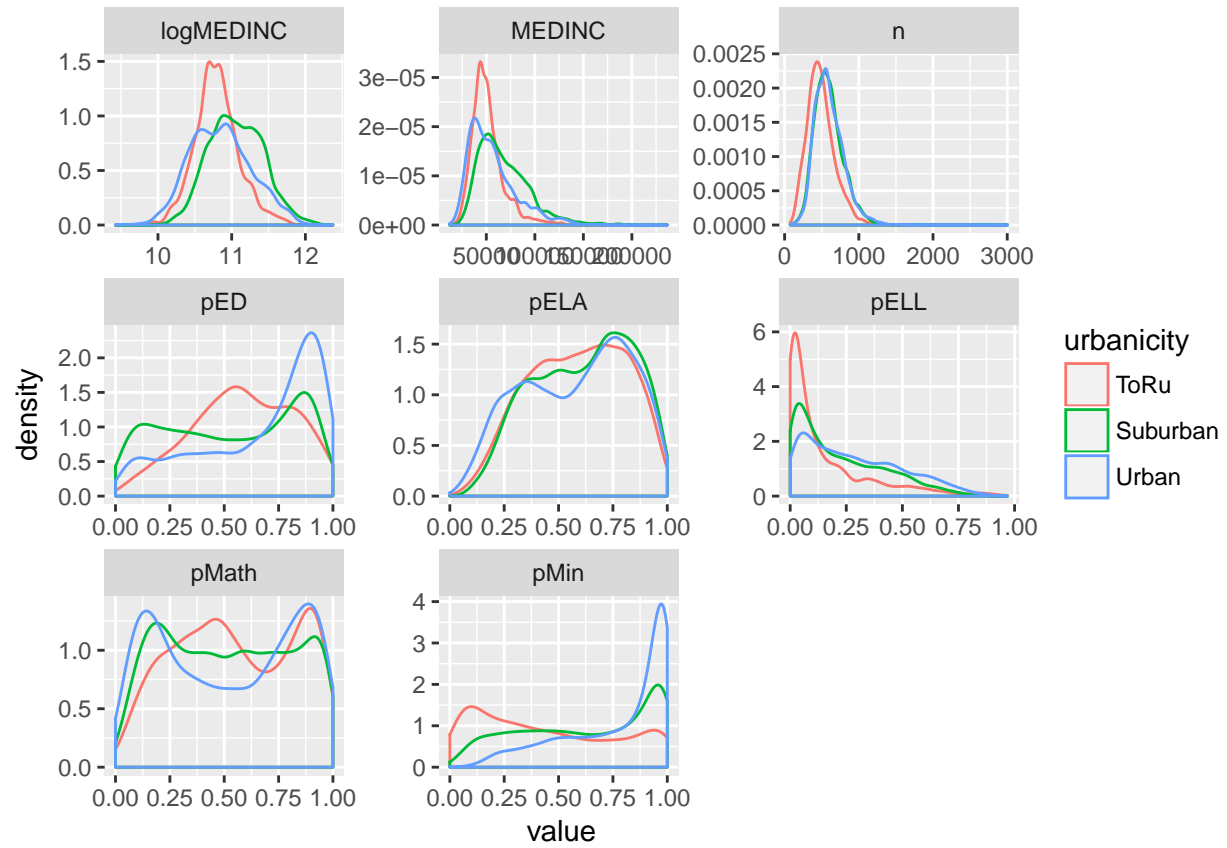 logMEDINC MEDINC n
1.5
1.0
0.5
0.0
10 11 12
3e-05
2e-05
1e-05
0e+00
50000 100000 150000 200000
0.0025
0.0020
0.0015
0.0010
0.0005
0.0000
0 1000 2000 3000
pED pELA pELL
2.0
1.5
1.0
0.5
0.0
0.00 0.25 0.50 0.75 1.00
1.5
1.0
0.5
0.0
0.00 0.25 0.50 0.75 1.00
6
4
2
0
0.00 0.25 0.50 0.75 1.00
pMath pMin
1.0
0.5
0.0
0.00 0.25 0.50 0.75 1.00
4
3
2
1
0
0.00 0.25 0.50 0.75 1.00
density
value
urbanicity
ToRu
Suburban
Urban